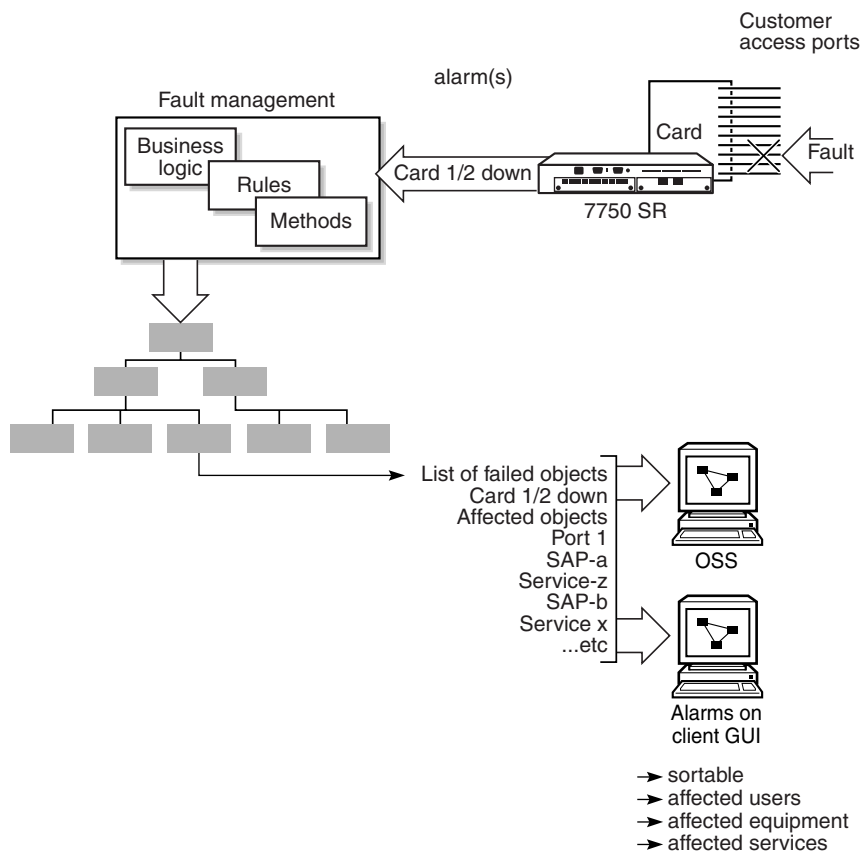 Customer
access ports
alarm(s)
Fault management
Card
Business
logic
Rules
Methods
Card 1/2 down
Fault
7750 SR
List of failed objects
Card 1/2 down
Affected objects
Port 1
SAP-a
Service-z
SAP-b
Service x
...etc
OSS
Alarms on
client GUI
sortable
affected users
affected equipment
affected services